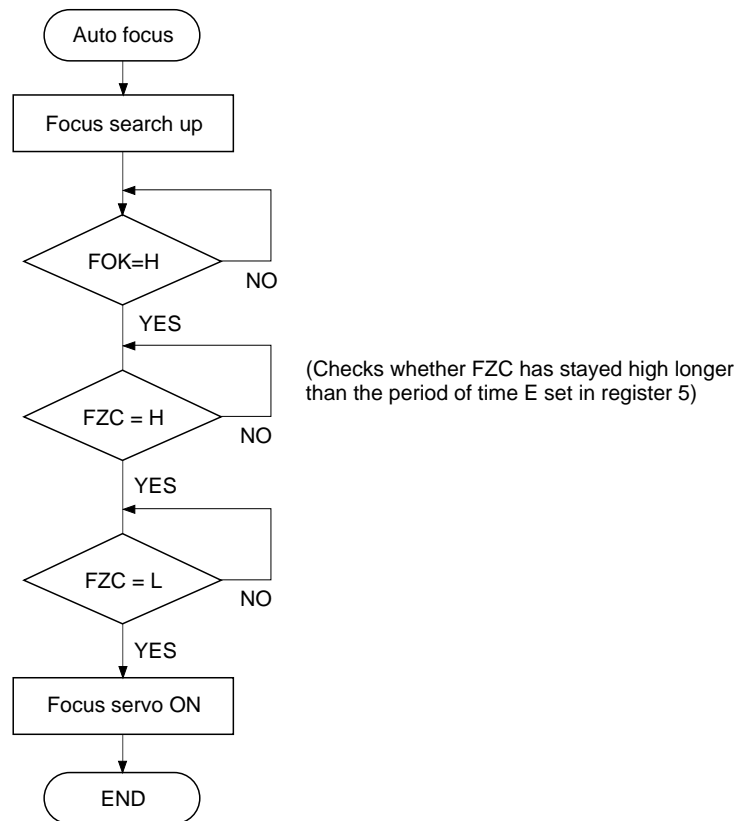 Auto focus
Focus search up
FOK=H
NO
YES
(Checks whether FZC has stayed high longer
than the period of time E set in register 5)
FZC = H
NO
YES
FZC = L
NO
YES
Focus servo ON
END